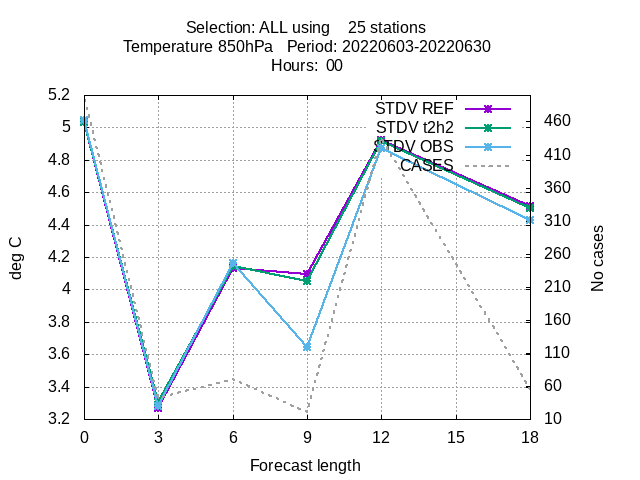 Selection: ALL using 25 stations
Temperature 850hPa Period: 20220603-20220630
Hours: 00
STDV REF
STDV t2h2
STDV OBS
CASES
5.2
5
4.8
4.6
4.4
4.2
4
3.8
3.6
3.4
3.2
deg C
460
410
360
310
260
210
160
110
60
10
No cases
0 3 6 9 12 15 18
Forecast length